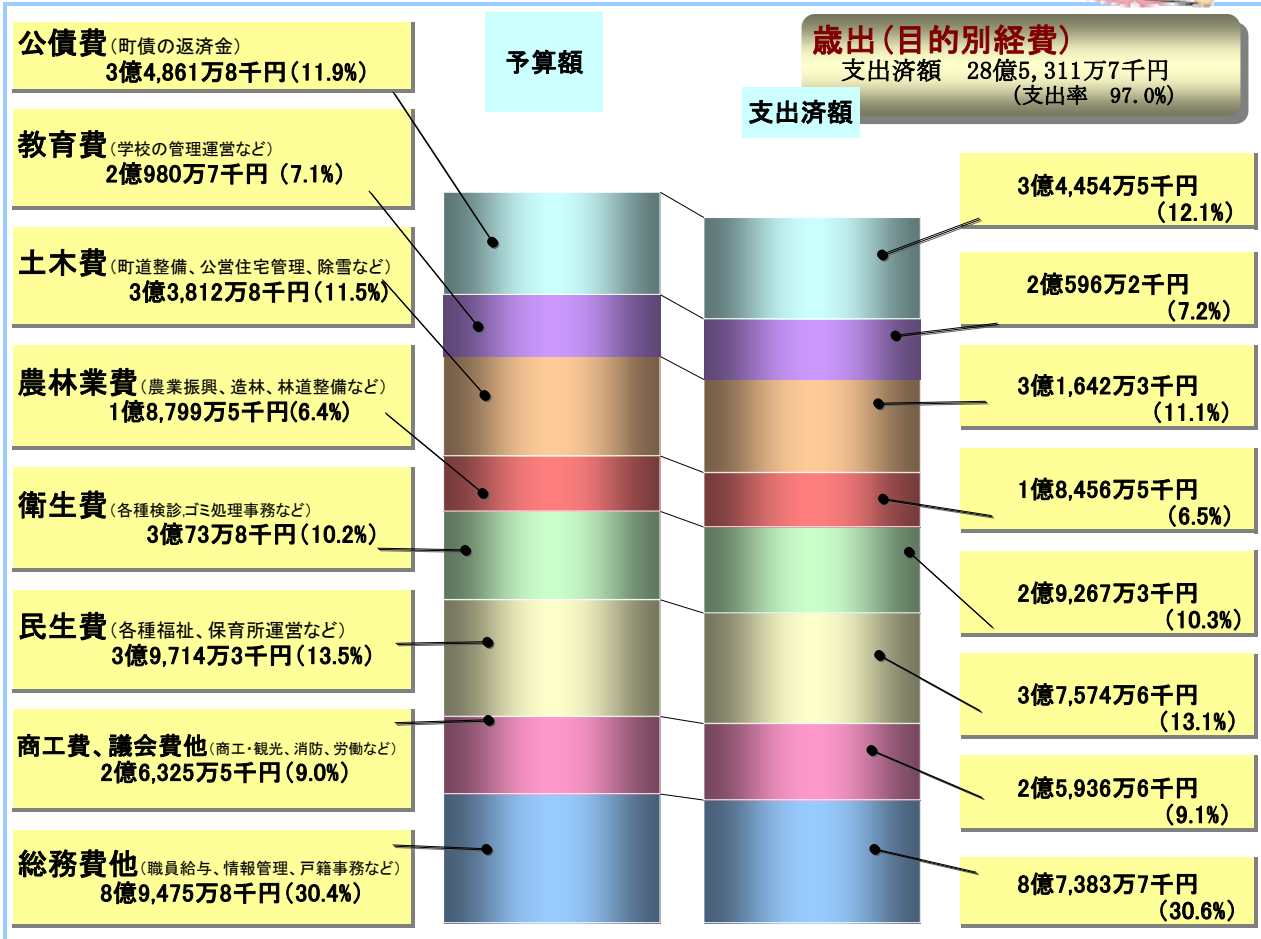 公債費(町債の返済金)
3億4,861万8千円(11.9%)
教育費(学校の管理運営など)
2億980万7千円 (7.1%)
土木費(町道整備、公営住宅管理、除雪など)
3億3,812万8千円(11.5%)
農林業費(農業振興、造林、林道整備など)
1億8,799万5千円(6.4%)
衛生費(各種検診,ゴミ処理事務など)
3億73万8千円(10.2%)
民生費(各種福祉、保育所運営など)
3億9,714万3千円(13.5%)
商工費、議会費他(商工・観光、消防、労働など)
2億6,325万5千円(9.0%)
総務費他(職員給与、情報管理、戸籍事務など)
8億9,475万8千円(30.4%)
予算額
歳出(目的別経費)
支出済額 28億5,311万7千円
(支出率 97.0%)
支出済額
3億4,454万5千円
(12.1%)
2億596万2千円
(7.2%)
3億1,642万3千円
(11.1%)
1億8,456万5千円
(6.5%)
2億9,267万3千円
(10.3%)
3億7,574万6千円
(13.1%)
2億5,936万6千円
(9.1%)
8億7,383万7千円
(30.6%)